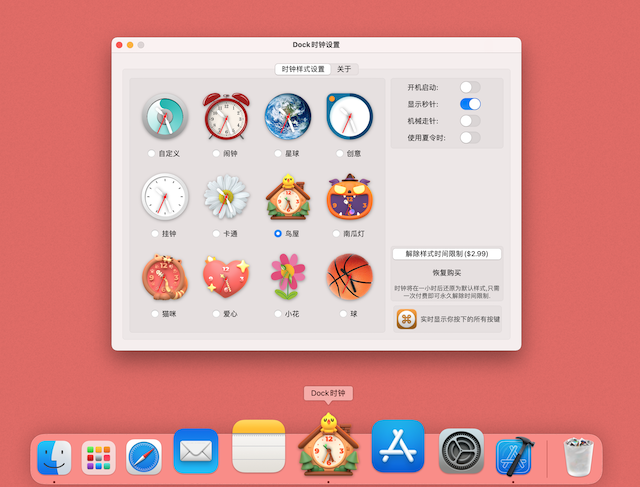 Dock时钟设置
时钟样式设置 关于
自定义 闹钟 星球 创意
挂钟 卡通 鸟屋 南瓜灯
猫咪 爱心 小花 球
开机启动:
显示秒针:
机械走针:
使用夏令时:
解除样式时间限制 ($2.99)
恢复购买
时钟将在一小时后还原为默认样式,只需
一次付费即可永久解除时间限制.
实时显示你按下的所有按键
Dock时钟